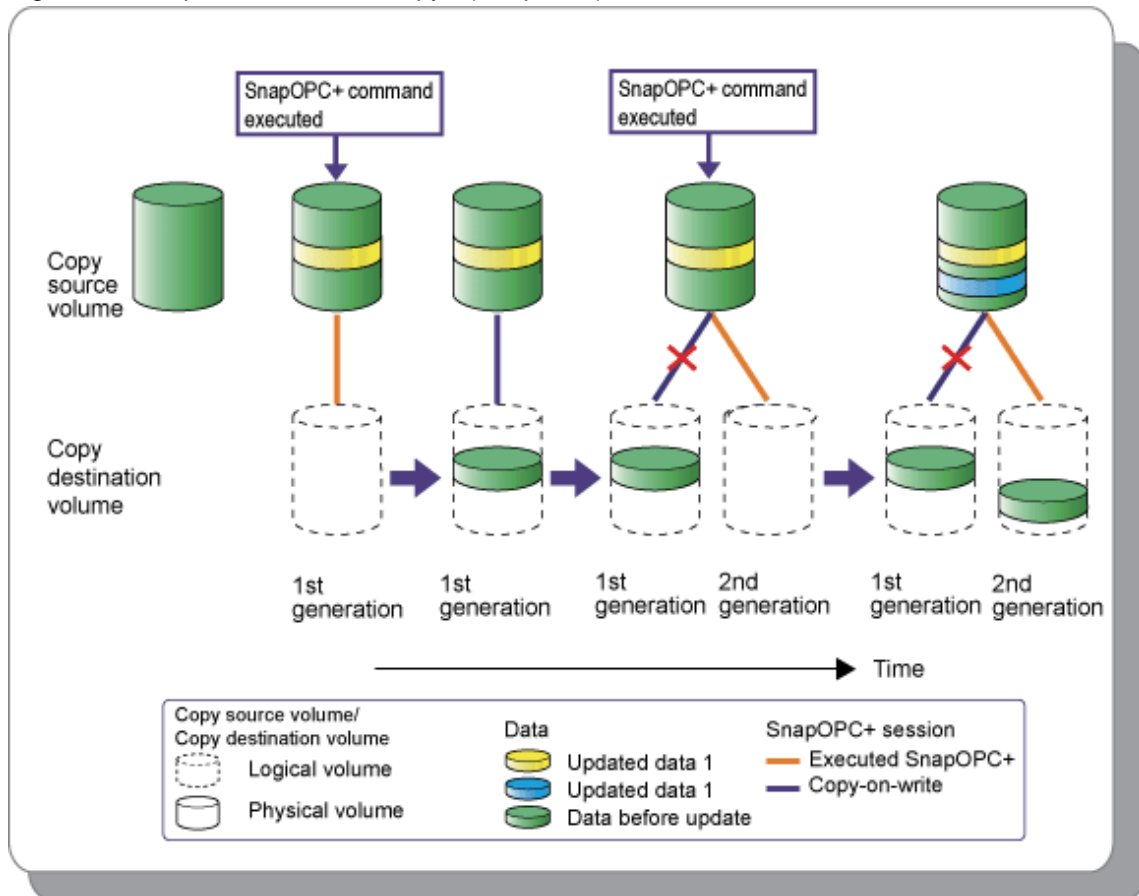 SnapOPC+ command
executed
SnapOPC+ command
executed
Copy
source
volume
Copy
destination
volume
1st
generation
1st
generation
1st
generation
2nd
generation
1st
generation
2nd
generation
Time
Copy source volume/
Copy destination volume
Logical volume
Physical volume
Data
Updated data 1
Updated data 1
Data before update
SnapOPC+ session
Executed SnapOPC+
Copy-on-write